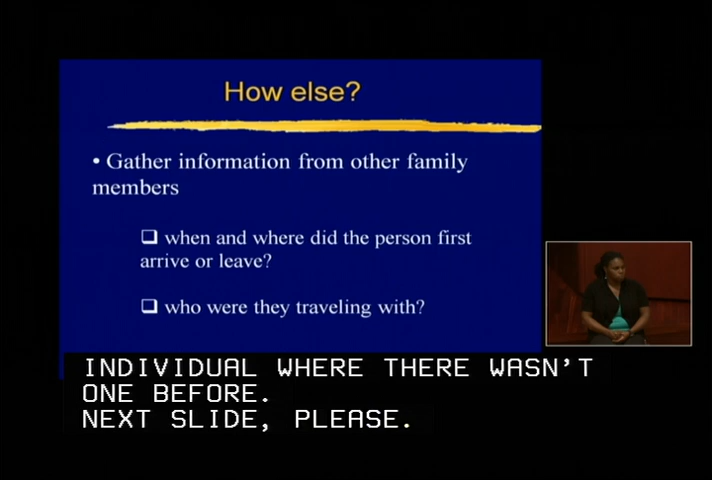 How else?
• Gather information from other family
members
❑ when and where did the person first
arrive or leave?
❑ who were they traveling with?
INDIVIDUAL WHERE THERE WASN'T
ONE BEFORE.
NEXT SLIDE, PLEASE.